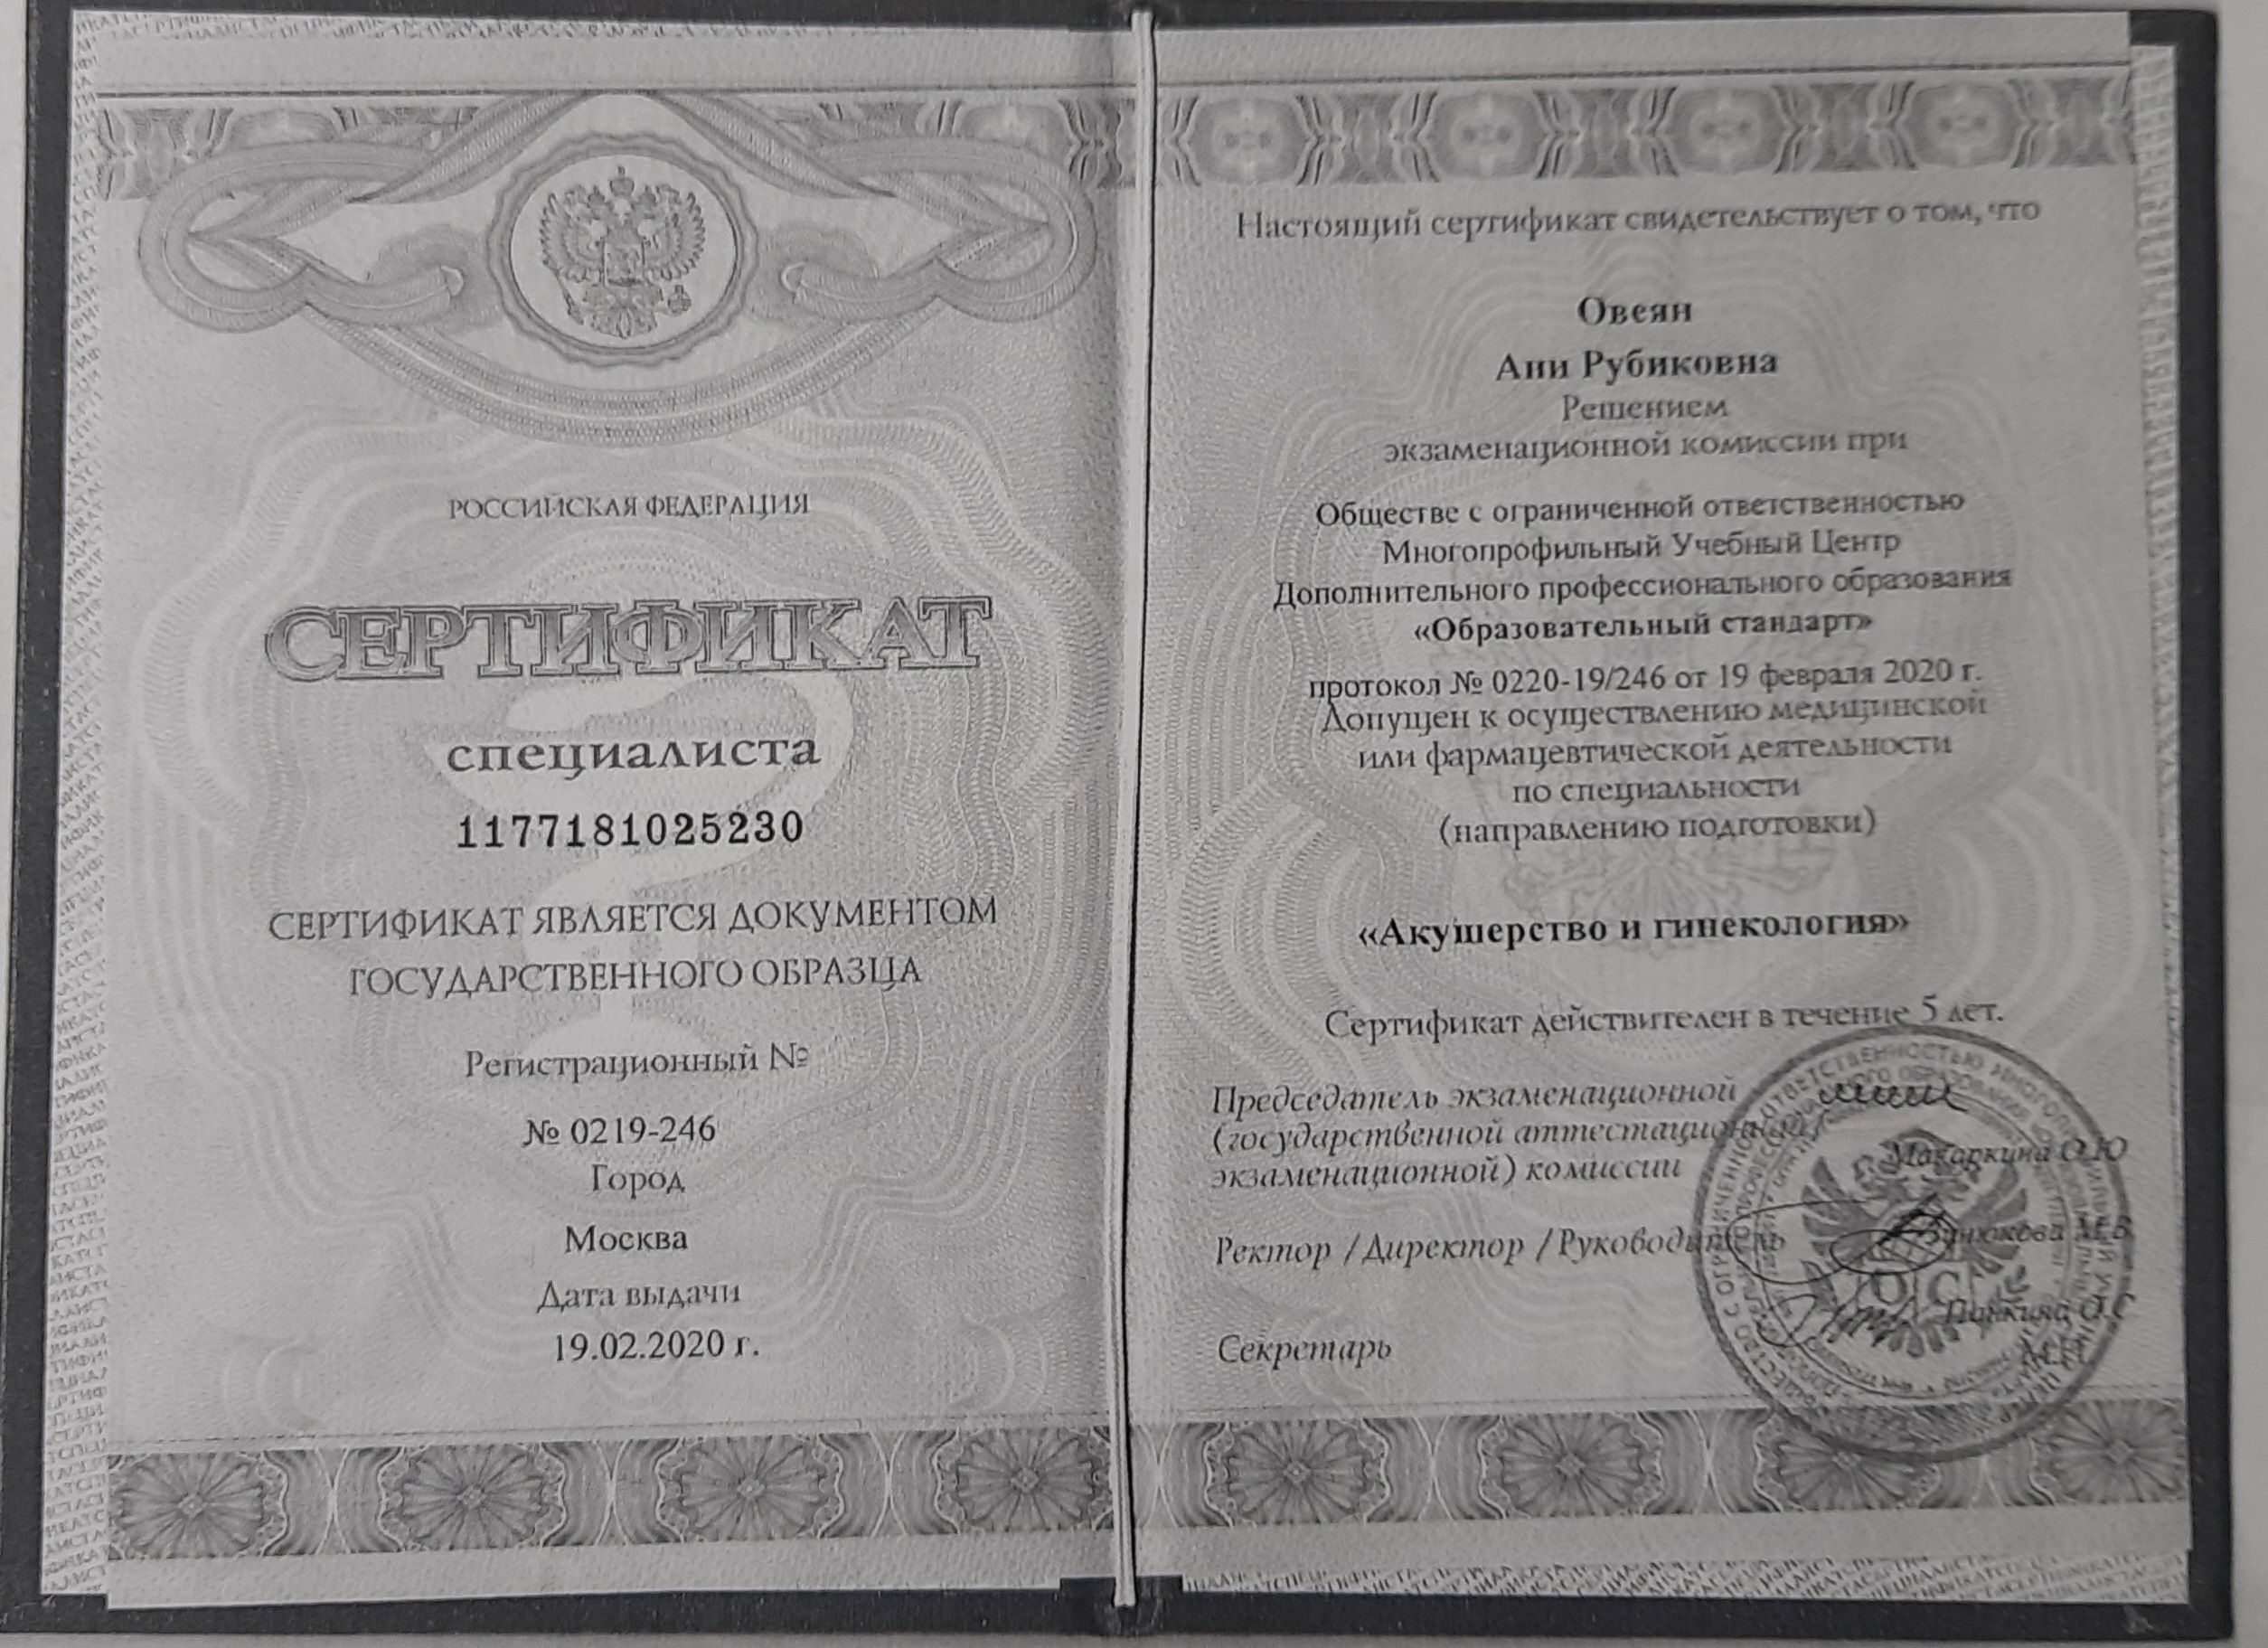 РОССИЙСКАЯ ФЕДЕРАЦИЯ
СЕРТИФИКАТ
специалиста
1177181025230
СЕРТИФИКАТ ЯВЛЯЕТСЯ ДОКУМЕНТОМ
ГОСУДАРСТВЕННОГО ОБРАЗЦА
Регистрационный №
№ 0219-246
Город
Москва
Дата выдачи
19.02.2020 г.
Настоящий сертификат свидетельствует о том, что
Овеян
Ани Рубиковна
Решением
экзаменационной комиссии при
Обществе с ограниченной ответственностью
Многопрофильный Учебный Центр
Дополнительного профессионального образования
«Образовательный стандарт»
протокол № 0220-19/246 от 19 февраля 2020 г.
Допущен к осуществлению медицинской
или фармацевтической деятельности
по специальности
(направлению подготовки)
«Акушерство и гинекология»
Сертификат действителен в течение 5 лет.
Председатель экзаменационной
(государственной аттестационной)
экзаменационной) комиссии
Макаркина О.Ю
Ректор / Директор / Руководитель
М.В.
Панкина О.С
Секретарь
М.П.